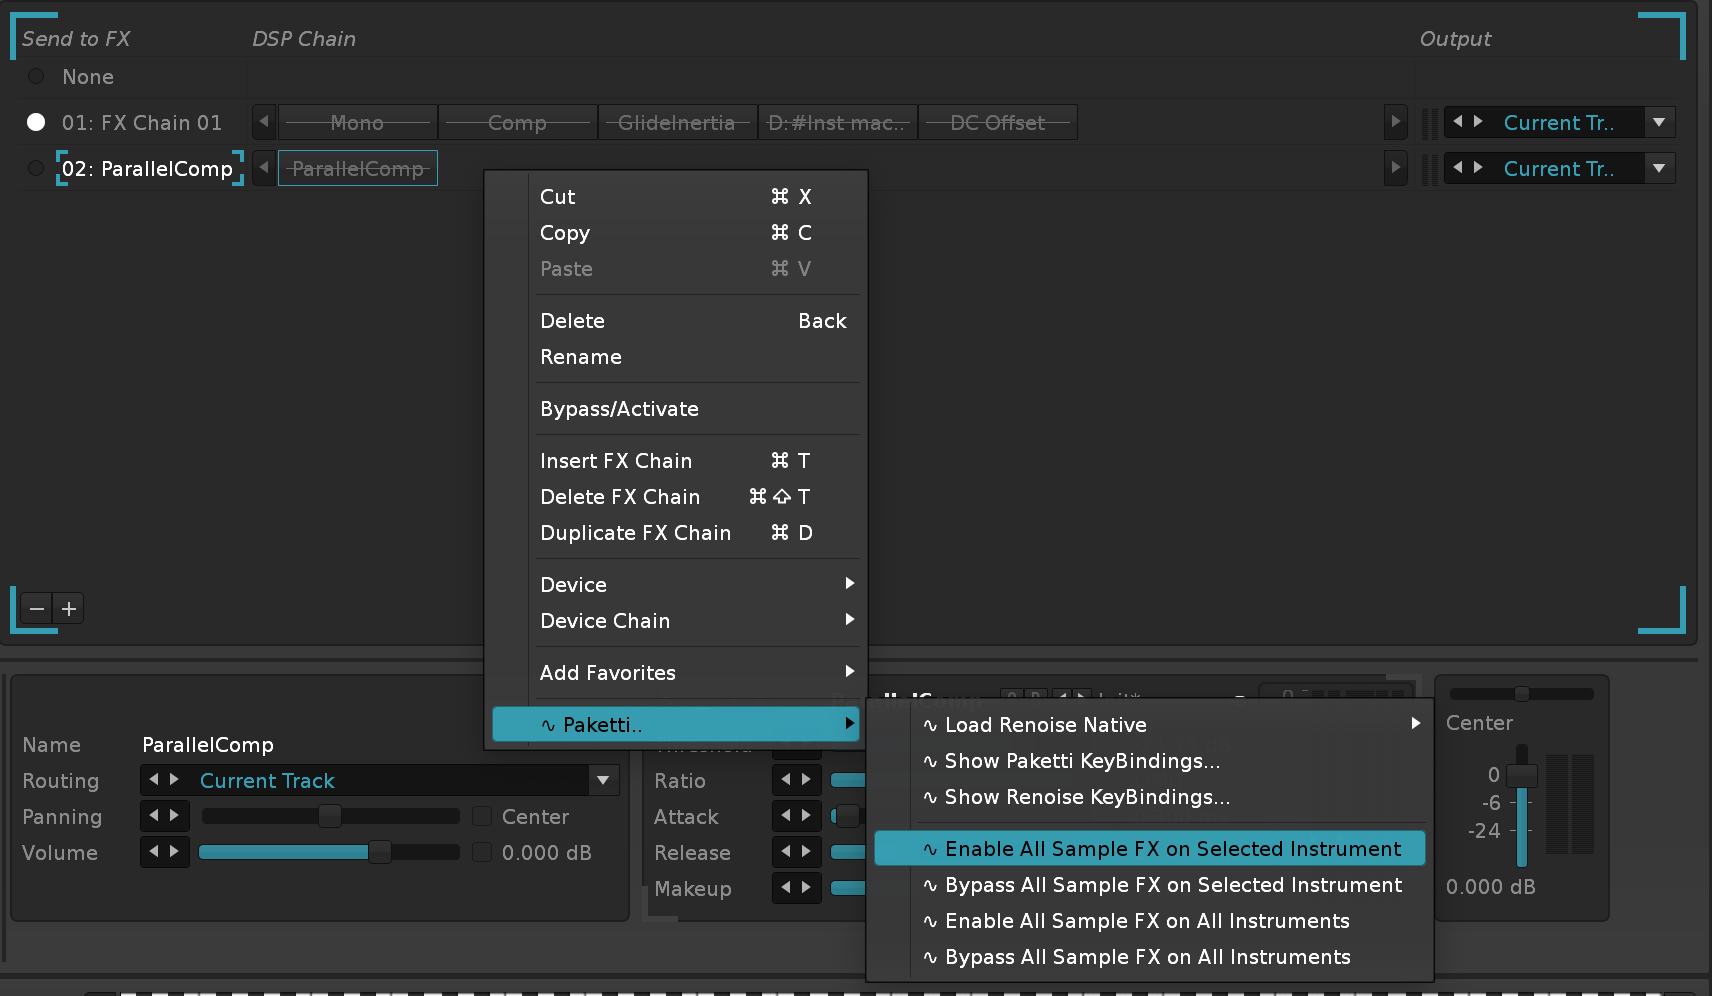 Send to FX DSP Chain Output
None
01: FX Chain 01 Mono Comp GlideInertia D:#Inst mac.. DC Offset Current Tr..
02: ParallelComp ParallelComp Current Tr..
Cut ⌘ X
Copy ⌘ C
Paste ⌘ V
Delete Back
Rename
Bypass/Activate
Insert FX Chain ⌘ T
Delete FX Chain ⌘⇧ T
Duplicate FX Chain ⌘ D
Device
Device Chain
Add Favorites
∿ Paketti..
∿ Load Renoise Native
∿ Show Paketti KeyBindings...
∿ Show Renoise KeyBindings...
∿ Enable All Sample FX on Selected Instrument
∿ Bypass All Sample FX on Selected Instrument
∿ Enable All Sample FX on All Instruments
∿ Bypass All Sample FX on All Instruments
Name ParallelComp
Routing Current Track
Panning Center
Volume 0.000 dB
Ratio
Attack
Release
Makeup
Center
0
-6
-24
0.000 dB